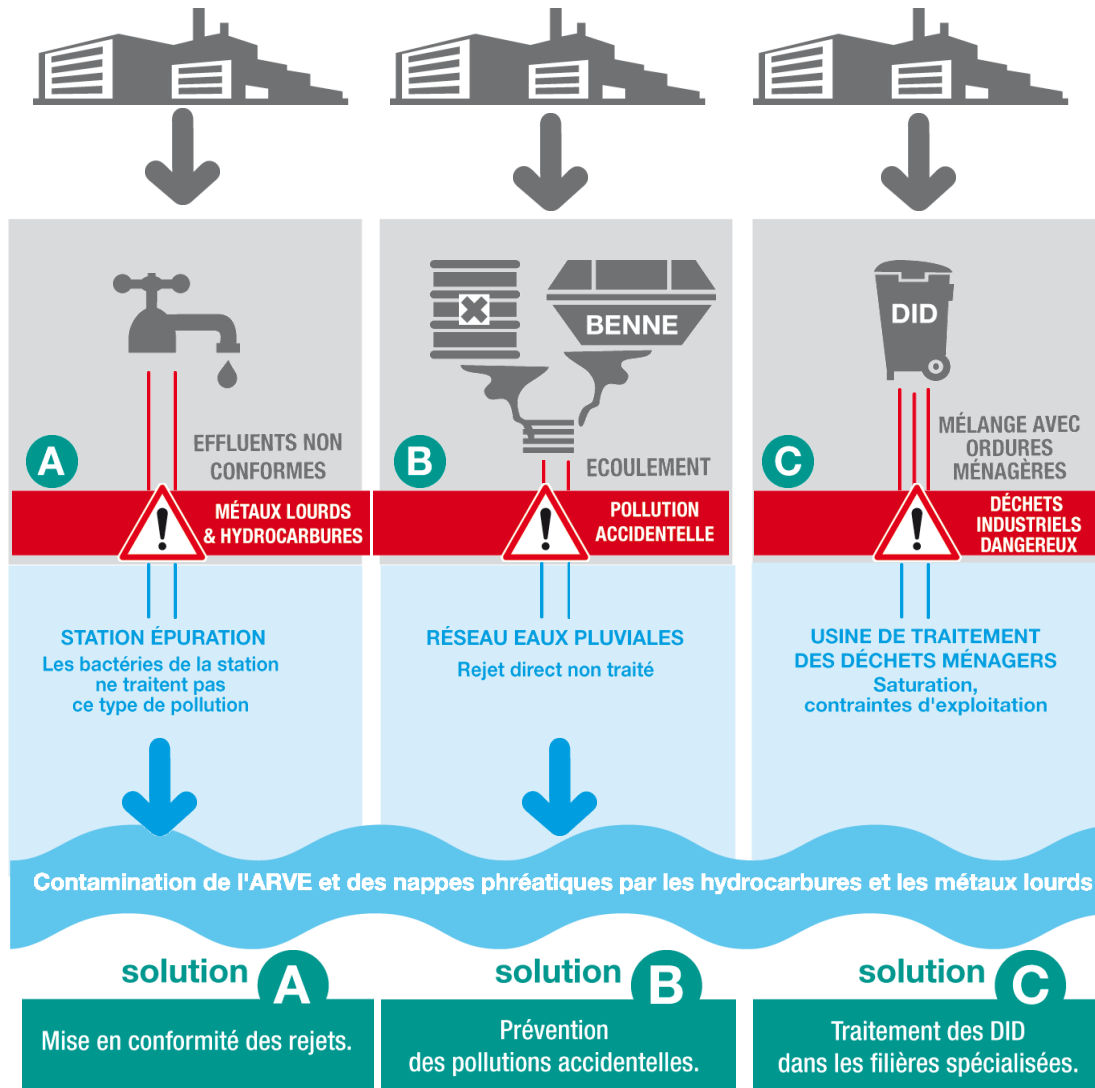 EFFLUENTS NON
CONFORMES
A
MÉTAUX LOURDS
& HYDROCARBURES
STATION ÉPURATION
Les bactéries de la station
ne traitent pas
ce type de pollution
BENNE
B
ECOULEMENT
POLLUTION
ACCIDENTELLE
RÉSEAU EAUX PLUVIALES
Rejet direct non traité
DID
MÉLANGE AVEC
ORDURES
MÉNAGÈRES
C
DÉCHETS
INDUSTRIELS
DANGEREUX
USINE DE TRAITEMENT
DES DÉCHETS MÉNAGERS
Saturation,
contraintes d'exploitation
Contamination de l'ARVE et des nappes phréatiques par les hydrocarbures et les métaux lourds
solution A
Mise en conformité des rejets.
solution B
Prévention
des pollutions accidentelles.
solution C
Traitement des DID
dans les filières spécialisées.